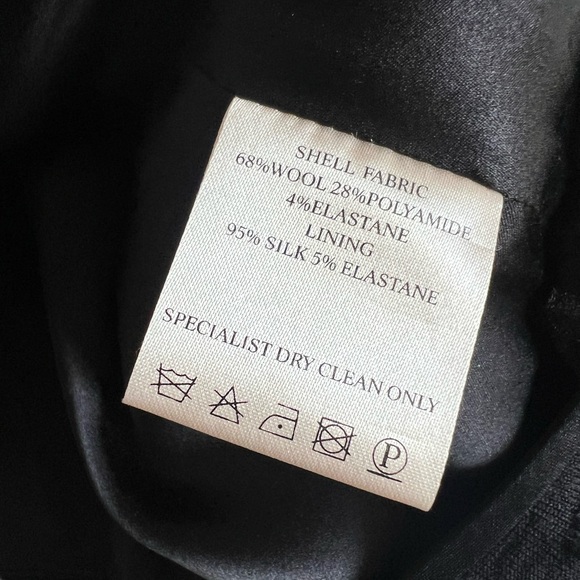 SHELL FABRIC
68%WOOL 28%POLYAMIDE
4%ELASTANE
LINING
95% SILK 5% ELASTANE
SPECIALIST DRY CLEAN ONLY
P